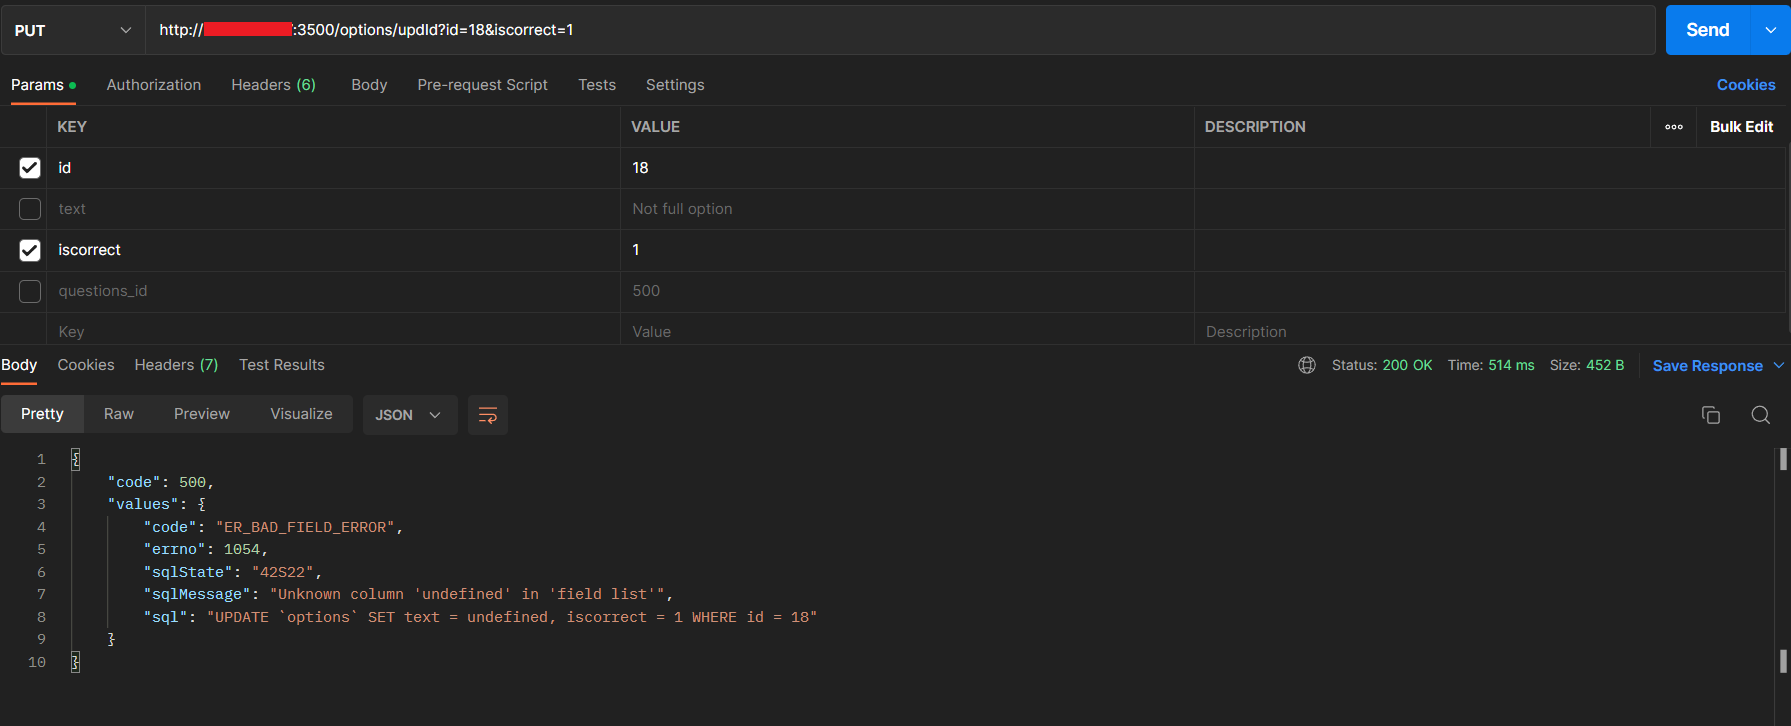 PUT http:// :3500/options/updId?id=18&iscorrect=1 Send
Params Authorization Headers (6) Body Pre-request Script Tests Settings Cookies
KEY VALUE DESCRIPTION Bulk Edit
id 18
text Not full option
iscorrect 1
questions_id 500
Key Value Description
Body Cookies Headers (7) Test Results Status: 200 OK Time: 514 ms Size: 452 B Save Response
Pretty Raw Preview Visualize JSON
1 {
2 "code": 500,
3 "values": {
4 "code": "ER_BAD_FIELD_ERROR",
5 "errno": 1054,
6 "sqlState": "42S22",
7 "sqlMessage": "Unknown column 'undefined' in 'field list'",
8 "sql": "UPDATE `options` SET text = undefined, iscorrect = 1 WHERE id = 18"
9 }
10 }